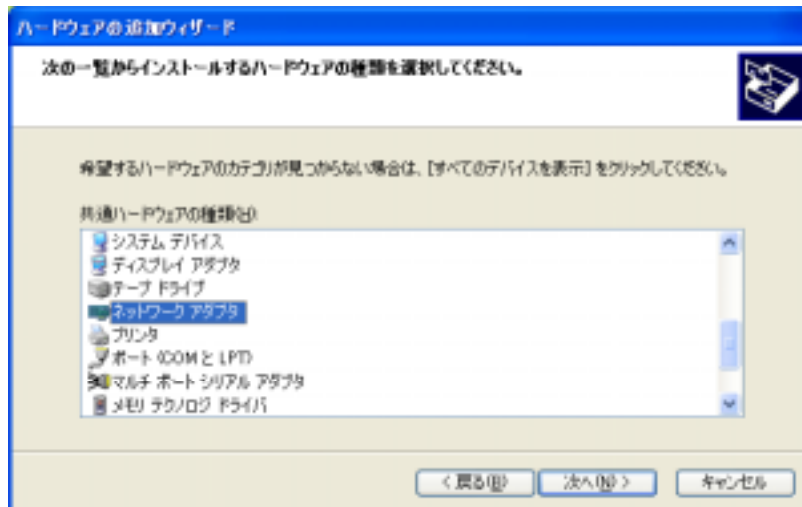 ハードウェアの追加ウィザード
次の一覧からインストールするハードウェアの種類を選択してください。
希望するハードウェアのカテゴリが見つからない場合は、[すべてのデバイスを表示] をクリックしてください。
共通ハードウェアの種類(H):
システム デバイス
ディスプレイ アダプタ
テープ ドライブ
ネットワーク アダプタ
プリンタ
ポート (COM と LPT)
マルチ ポート シリアル アダプタ
メモリ テクノロジ ドライバ
< 戻る(B)
次へ(N) >
キャンセル